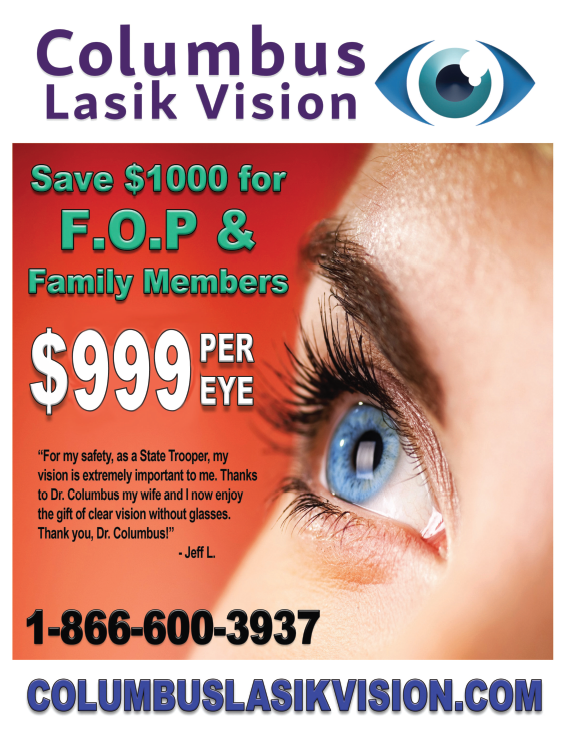 Columbus
Lasik Vision
Save $1000 for
F.O.P &
Family Members
$999 PER
EYE
“For my safety, as a State Trooper, my
vision is extremely important to me. Thanks
to Dr. Columbus my wife and I now enjoy
the gift of clear vision without glasses.
Thank you, Dr. Columbus!”
- Jeff L.
1-866-600-3937
COLUMBUSLASIKVISION.COM